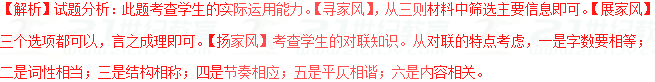 【解析】试题分析：此题考查学生的实际运用能力。【寻家风】，从三则材料中筛选主要信息即可。【展家风】
三个选项都可以，言之成理即可。【扬家风】考查学生的对联知识。从对联的特点考虑，一是字数要相等；
二是词性相当；三是结构相称；四是节奏相应；五是平仄相谐；六是内容相关。